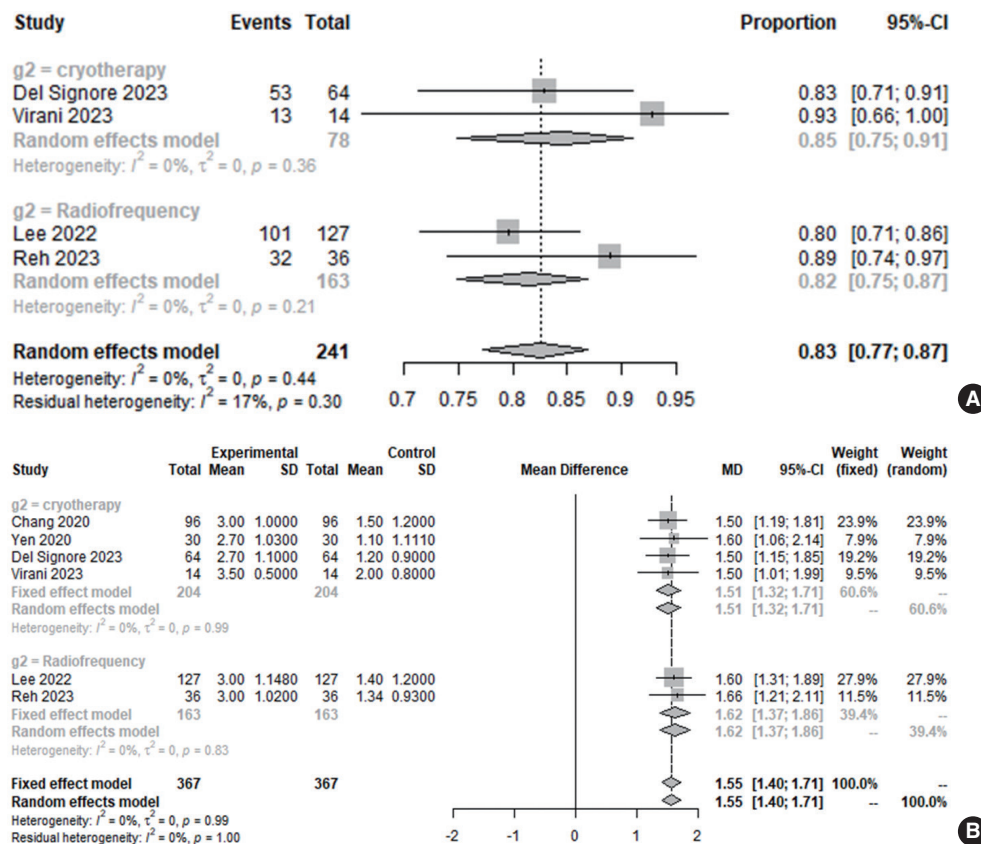 Study Events Total Proportion 95%-CI
g2 = cryotherapy
Del Signore 2023 53 64 0.83 [0.71; 0.91]
Virani 2023 13 14 0.93 [0.66; 1.00]
Random effects model 78 0.85 [0.75; 0.91]
Heterogeneity: I² = 0%, τ² = 0, p = 0.36
g2 = Radiofrequency
Lee 2022 101 127 0.80 [0.71; 0.86]
Reh 2023 32 36 0.89 [0.74; 0.97]
Random effects model 163 0.82 [0.75; 0.87]
Heterogeneity: I² = 0%, τ² = 0, p = 0.21
Random effects model 241 0.83 [0.77; 0.87]
Heterogeneity: I² = 0%, τ² = 0, p = 0.44
Residual heterogeneity: I² = 17%, p = 0.30
0.7 0.75 0.8 0.85 0.9 0.95
A
Experimental Control Weight Weight
Study Total Mean SD Total Mean SD Mean Difference MD 95%-CI (fixed) (random)
g2 = cryotherapy
Chang 2020 96 3.00 1.0000 96 1.50 1.2000 1.50 [1.19; 1.81] 23.9% 23.9%
Yen 2020 30 2.70 1.0300 30 1.10 1.1110 1.60 [1.06; 2.14] 7.9% 7.9%
Del Signore 2023 64 2.70 1.1000 64 1.20 0.9000 1.50 [1.15; 1.85] 19.2% 19.2%
Virani 2023 14 3.50 0.5000 14 2.00 0.8000 1.50 [1.01; 1.99] 9.5% 9.5%
Fixed effect model 204 204 1.51 [1.32; 1.71] 60.6% --
Random effects model 1.51 [1.32; 1.71] -- 60.6%
Heterogeneity: I² = 0%, τ² = 0, p = 0.99
g2 = Radiofrequency
Lee 2022 127 3.00 1.1480 127 1.40 1.2000 1.60 [1.31; 1.89] 27.9% 27.9%
Reh 2023 36 3.00 1.0200 36 1.34 0.9300 1.66 [1.21; 2.11] 11.5% 11.5%
Fixed effect model 163 163 1.62 [1.37; 1.86] 39.4% --
Random effects model 1.62 [1.37; 1.86] -- 39.4%
Heterogeneity: I² = 0%, τ² = 0, p = 0.83
Fixed effect model 367 367 1.55 [1.40; 1.71] 100.0% --
Random effects model 1.55 [1.40; 1.71] -- 100.0%
Heterogeneity: I² = 0%, τ² = 0, p = 0.99
Residual heterogeneity: I² = 0%, p = 1.00
-2 -1 0 1 2
B